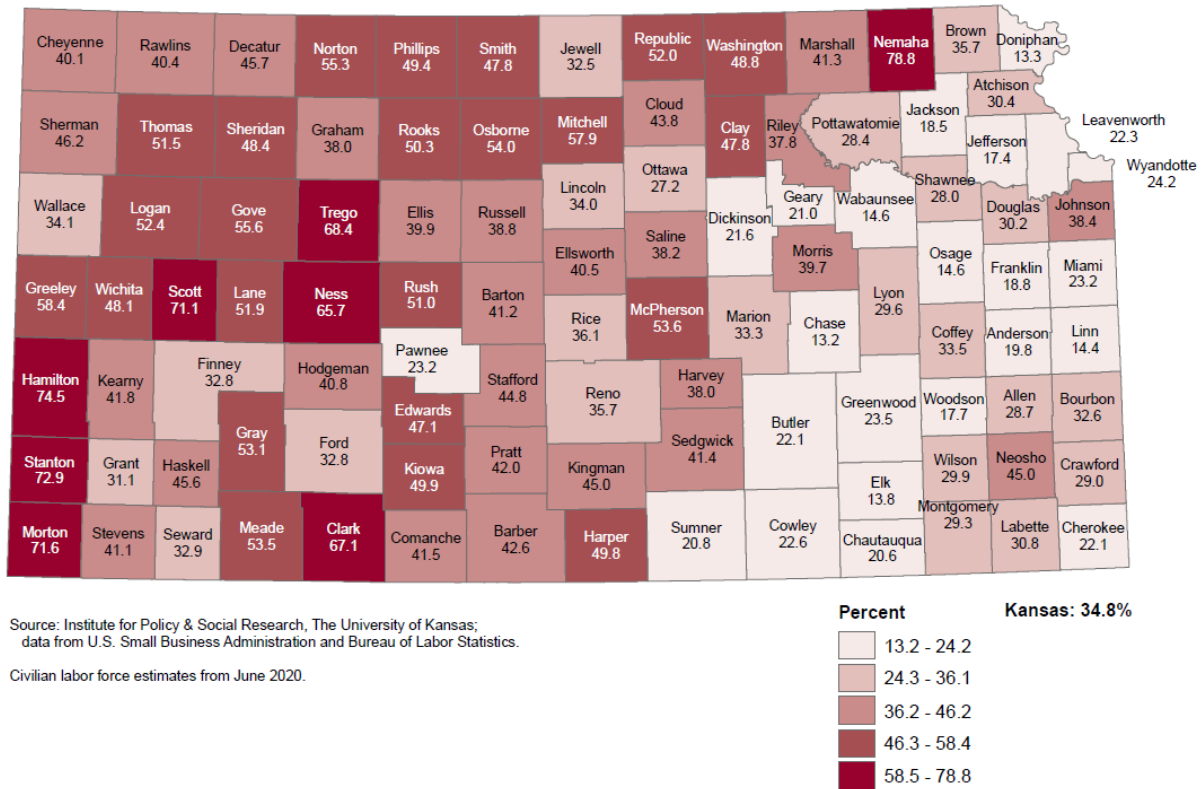 Cheyenne
40.1
Rawlins
40.4
Decatur
45.7
Norton
55.3
Phillips
49.4
Smith
47.8
Jewell
32.5
Republic
52.0
Washington
48.8
Marshall
41.3
Nemaha
78.8
Brown
35.7
Doniphan
13.3
Atchison
30.4
Sherman
46.2
Thomas
51.5
Sheridan
48.4
Graham
38.0
Rooks
50.3
Osborne
54.0
Mitchell
57.9
Cloud
43.8
Clay
47.8
Riley
37.8
Pottawatomie
28.4
Jackson
18.5
Jefferson
17.4
Leavenworth
22.3
Wyandotte
24.2
Ottawa
27.2
Wallace
34.1
Logan
52.4
Gove
55.6
Trego
68.4
Ellis
39.9
Russell
38.8
Lincoln
34.0
Dickinson
21.6
Geary
21.0
Wabaunsee
14.6
Shawnee
28.0
Douglas
30.2
Johnson
38.4
Ellsworth
40.5
Saline
38.2
Morris
39.7
Osage
14.6
Franklin
18.8
Miami
23.2
Greeley
58.4
Wichita
48.1
Scott
71.1
Lane
51.9
Ness
65.7
Rush
51.0
Barton
41.2
Rice
36.1
McPherson
53.6
Marion
33.3
Chase
13.2
Lyon
29.6
Coffey
33.5
Anderson
19.8
Linn
14.4
Hamilton
74.5
Kearny
41.8
Finney
32.8
Hodgeman
40.8
Pawnee
23.2
Stafford
44.8
Reno
35.7
Harvey
38.0
Butler
22.1
Greenwood
23.5
Woodson
17.7
Allen
28.7
Bourbon
32.6
Gray
53.1
Ford
32.8
Edwards
47.1
Sedgwick
41.4
Stanton
72.9
Grant
31.1
Haskell
45.6
Kiowa
49.9
Pratt
42.0
Kingman
45.0
Elk
13.8
Wilson
29.9
Neosho
45.0
Crawford
29.0
Morton
71.6
Stevens
41.1
Seward
32.9
Meade
53.5
Clark
67.1
Comanche
41.5
Barber
42.6
Harper
49.8
Sumner
20.8
Cowley
22.6
Chautauqua
20.6
Montgomery
29.3
Labette
30.8
Cherokee
22.1
Source: Institute for Policy & Social Research, The University of Kansas;
data from U.S. Small Business Administration and Bureau of Labor Statistics.
Civilian labor force estimates from June 2020.
Percent
Kansas: 34.8%
13.2 - 24.2
24.3 - 36.1
36.2 - 46.2
46.3 - 58.4
58.5 - 78.8